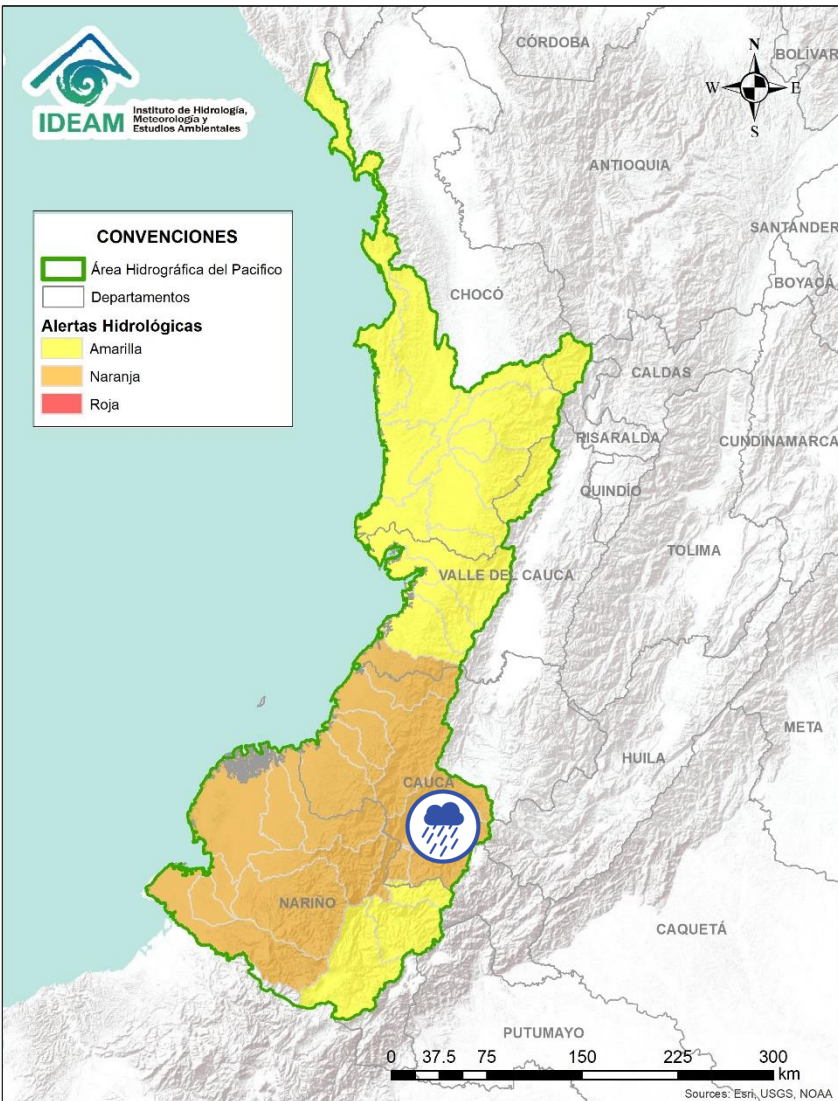 CÓRDOBA
BOLÍVAR
N
W
E
S
IDEAM
Instituto de Hidrología,
Meteorología y
Estudios Ambientales
ANTIOQUIA
SANTANDER
CONVENCIONES
Área Hidrográfica del Pacifico
Departamentos
Alertas Hidrológicas
Amarilla
Naranja
Roja
BOYACÁ
CHOCÓ
CALDAS
RISARALDA
CUNDINAMARCA
QUINDÍO
TOLIMA
VALLE DEL CAUCA
META
HUILA
CAUCA
NARIÑO
CAQUETÁ
PUTUMAYO
0 37.5 75 150 225 300
km
Sources: Esri, USGS, NOAA